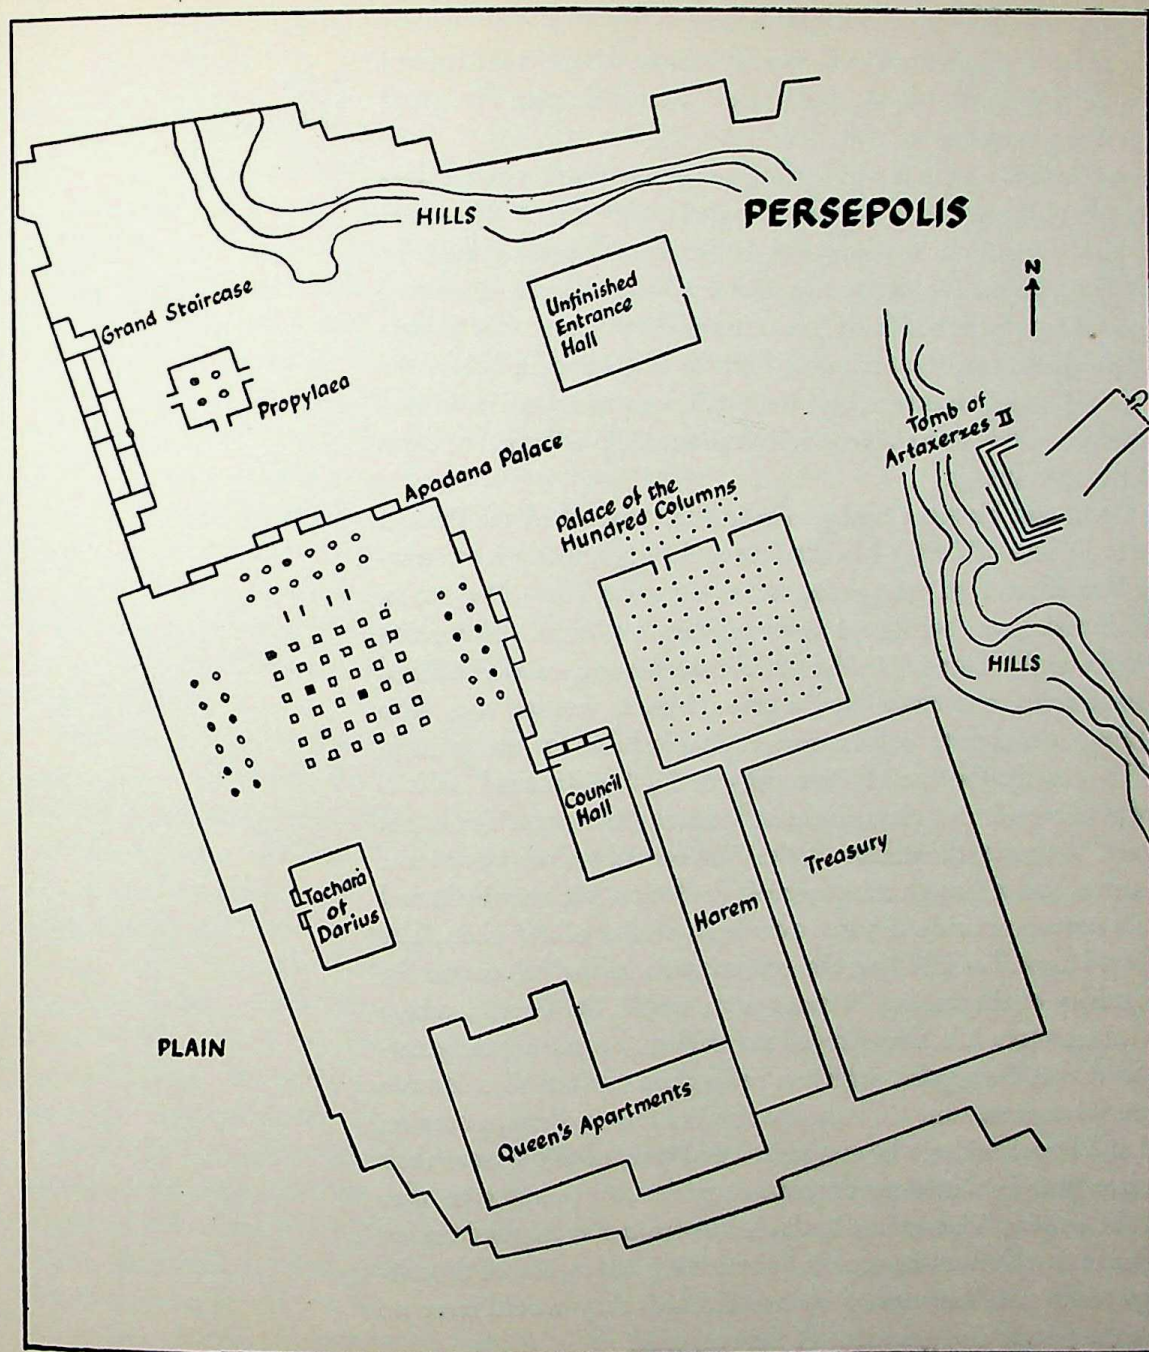 HILLS
PERSEPOLIS
N
Grand Staircase
Unfinished
Entrance
Hall
Propylaea
Tomb of
Artaxerxes II
Apadana Palace
Palace of the
Hundred Columns
HILLS
Council
Hall
Treasury
Tachara
of
Darius
Harem
PLAIN
Queen's Apartments